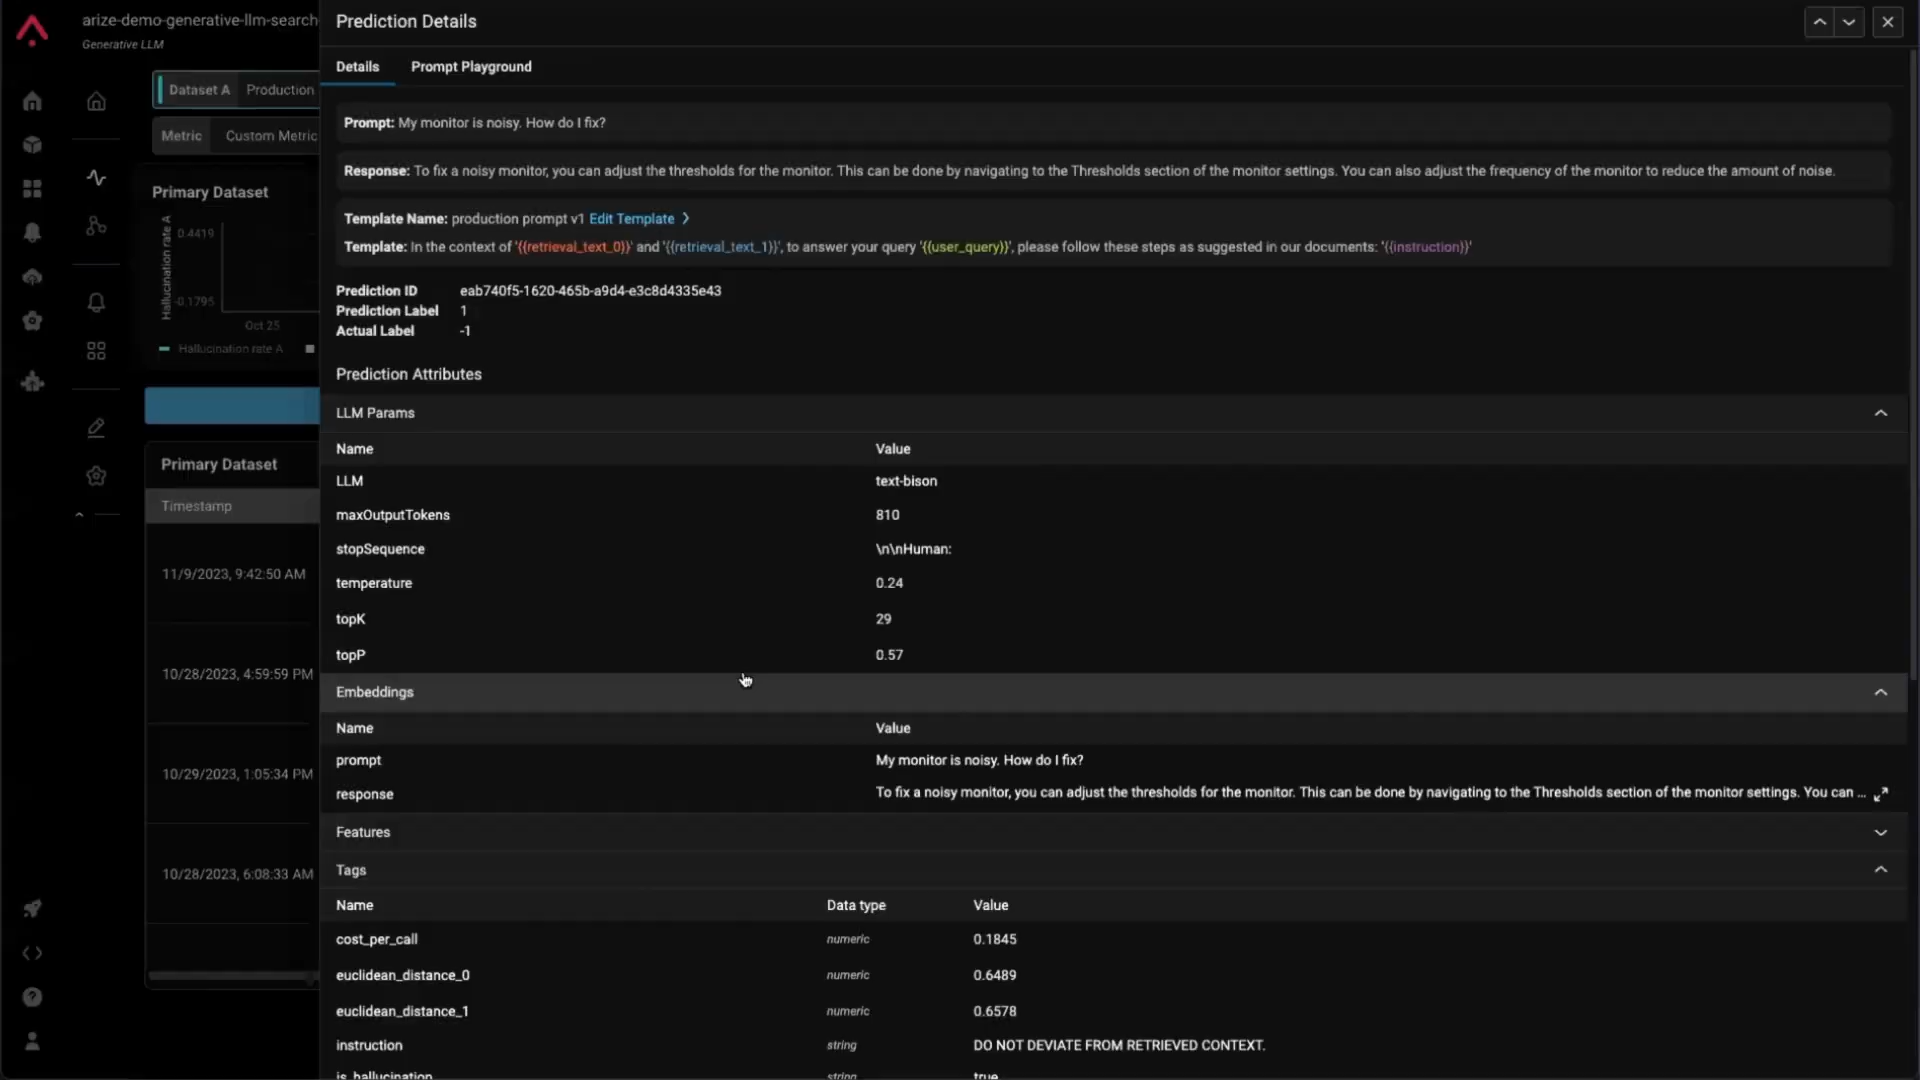 arize-demo-generative-llm-search-
Generative LLM
Dataset A Production
Metric Custom Metric
Primary Dataset
Hallucination rate A
0.4419
-0.1795
Oct 25
Hallucination rate A
Primary Dataset
Timestamp
11/9/2023, 9:42:50 AM
10/28/2023, 4:59:59 PM
10/29/2023, 1:05:34 PM
10/28/2023, 6:08:33 AM
Prediction Details
Details Prompt Playground
Prompt: My monitor is noisy. How do I fix?
Response: To fix a noisy monitor, you can adjust the thresholds for the monitor. This can be done by navigating to the Thresholds section of the monitor settings. You can also adjust the frequency of the monitor to reduce the amount of noise.
Template Name: production prompt v1 Edit Template
Template: In the context of '{{retrieval_text_0}}' and '{{retrieval_text_1}}', to answer your query '{{user_query}}', please follow these steps as suggested in our documents: '{{instruction}}'
Prediction ID eab740f5-1620-465b-a9d4-e3c8d4335e43
Prediction Label 1
Actual Label -1
Prediction Attributes
LLM Params
Name Value
LLM text-bison
maxOutputTokens 810
stopSequence \n\nHuman:
temperature 0.24
topK 29
topP 0.57
Embeddings
Name Value
prompt My monitor is noisy. How do I fix?
response To fix a noisy monitor, you can adjust the thresholds for the monitor. This can be done by navigating to the Thresholds section of the monitor settings. You can ...
Features
Tags
Name Data type Value
cost_per_call numeric 0.1845
euclidean_distance_0 numeric 0.6489
euclidean_distance_1 numeric 0.6578
instruction string DO NOT DEVIATE FROM RETRIEVED CONTEXT.
is_hallucination string true